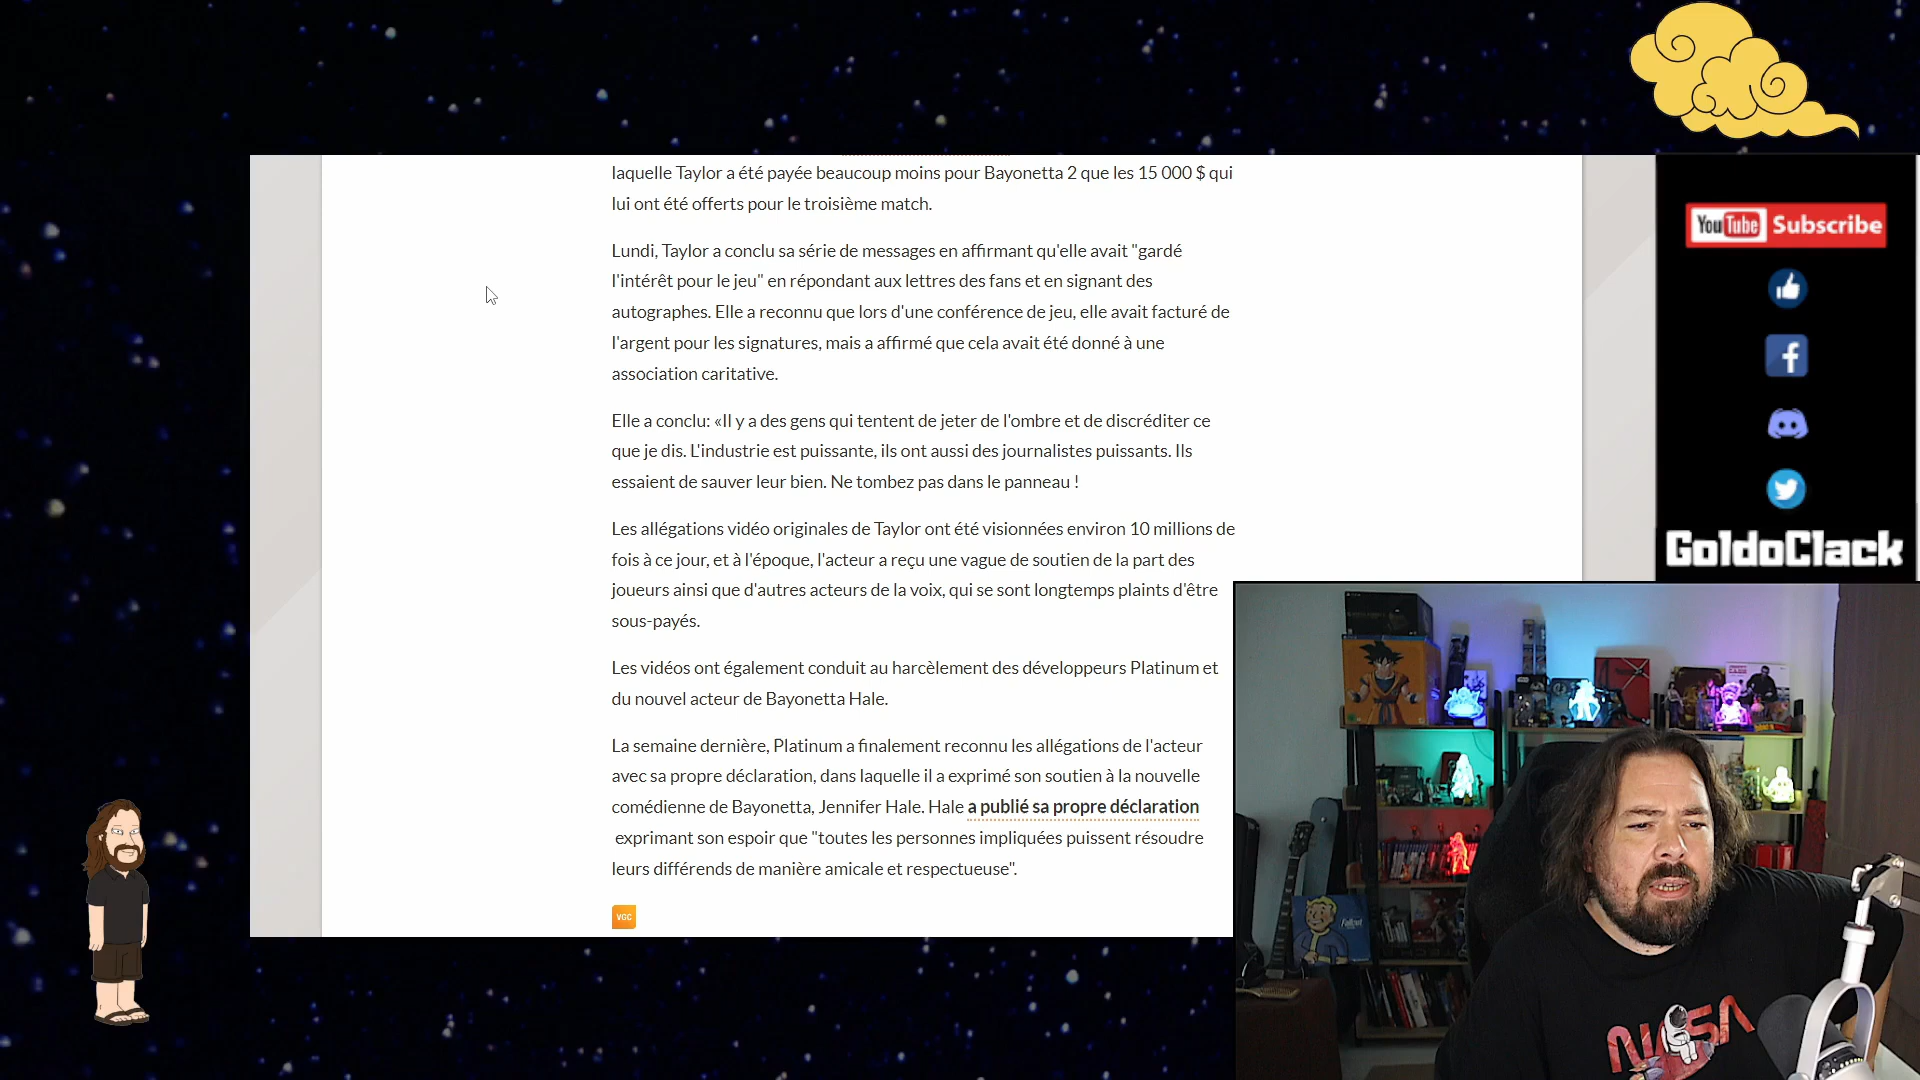 laquelle Taylor a été payée beaucoup moins pour Bayonetta 2 que les 15 000 $ qui
lui ont été offerts pour le troisième match.
Lundi, Taylor a conclu sa série de messages en affirmant qu'elle avait "gardé
l'intérêt pour le jeu" en répondant aux lettres des fans et en signant des
autographes. Elle a reconnu que lors d'une conférence de jeu, elle avait facturé de
l'argent pour les signatures, mais a affirmé que cela avait été donné à une
association caritative.
Elle a conclu: «Il y a des gens qui tentent de jeter de l'ombre et de discréditer ce
que je dis. L'industrie est puissante, ils ont aussi des journalistes puissants. Ils
essaient de sauver leur bien. Ne tombez pas dans le panneau !
Les allégations vidéo originales de Taylor ont été visionnées environ 10 millions de
fois à ce jour, et à l'époque, l'acteur a reçu une vague de soutien de la part des
joueurs ainsi que d'autres acteurs de la voix, qui se sont longtemps plaints d'être
sous-payés.
Les vidéos ont également conduit au harcèlement des développeurs Platinum et
du nouvel acteur de Bayonetta Hale.
La semaine dernière, Platinum a finalement reconnu les allégations de l'acteur
avec sa propre déclaration, dans laquelle il a exprimé son soutien à la nouvelle
comédienne de Bayonetta, Jennifer Hale. Hale a publié sa propre déclaration
exprimant son espoir que "toutes les personnes impliquées puissent résoudre
leurs différends de manière amicale et respectueuse".
VGC
YouTube Subscribe
GoldoClack
Fallout
NASA